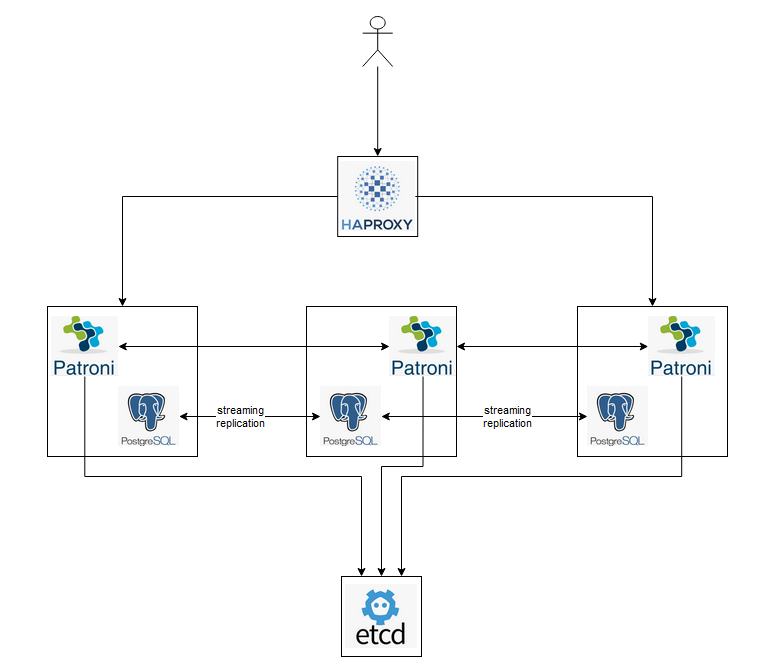 HAPROXY
Patroni
Patroni
Patroni
PostgreSQL
streaming
replication
PostgreSQL
streaming
replication
PostgreSQL
etcd